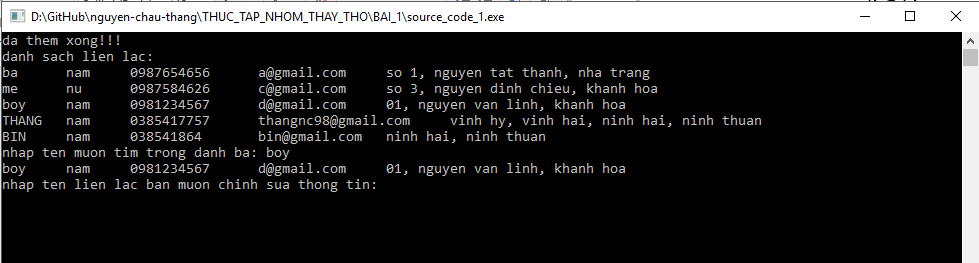 D:\GitHub\nguyen-chau-thang\THUC_TAP_NHOM_THAY_THO\BAI_1\source_code_1.exe
da them xong!!!
danh sach lien lac:
ba nam 0987654656 a@gmail.com so 1, nguyen tat thanh, nha trang
me nu 0987584626 c@gmail.com so 3, nguyen dinh chieu, khanh hoa
boy nam 0981234567 d@gmail.com 01, nguyen van linh, khanh hoa
THANG nam 0385417757 thangnc98@gmail.com vinh hy, vinh hai, ninh hai, ninh thuan
BIN nam 038541864 bin@gmail.com ninh hai, ninh thuan
nhap ten muon tim trong danh ba: boy
boy nam 0981234567 d@gmail.com 01, nguyen van linh, khanh hoa
nhap ten lien lac ban muon chinh sua thong tin: